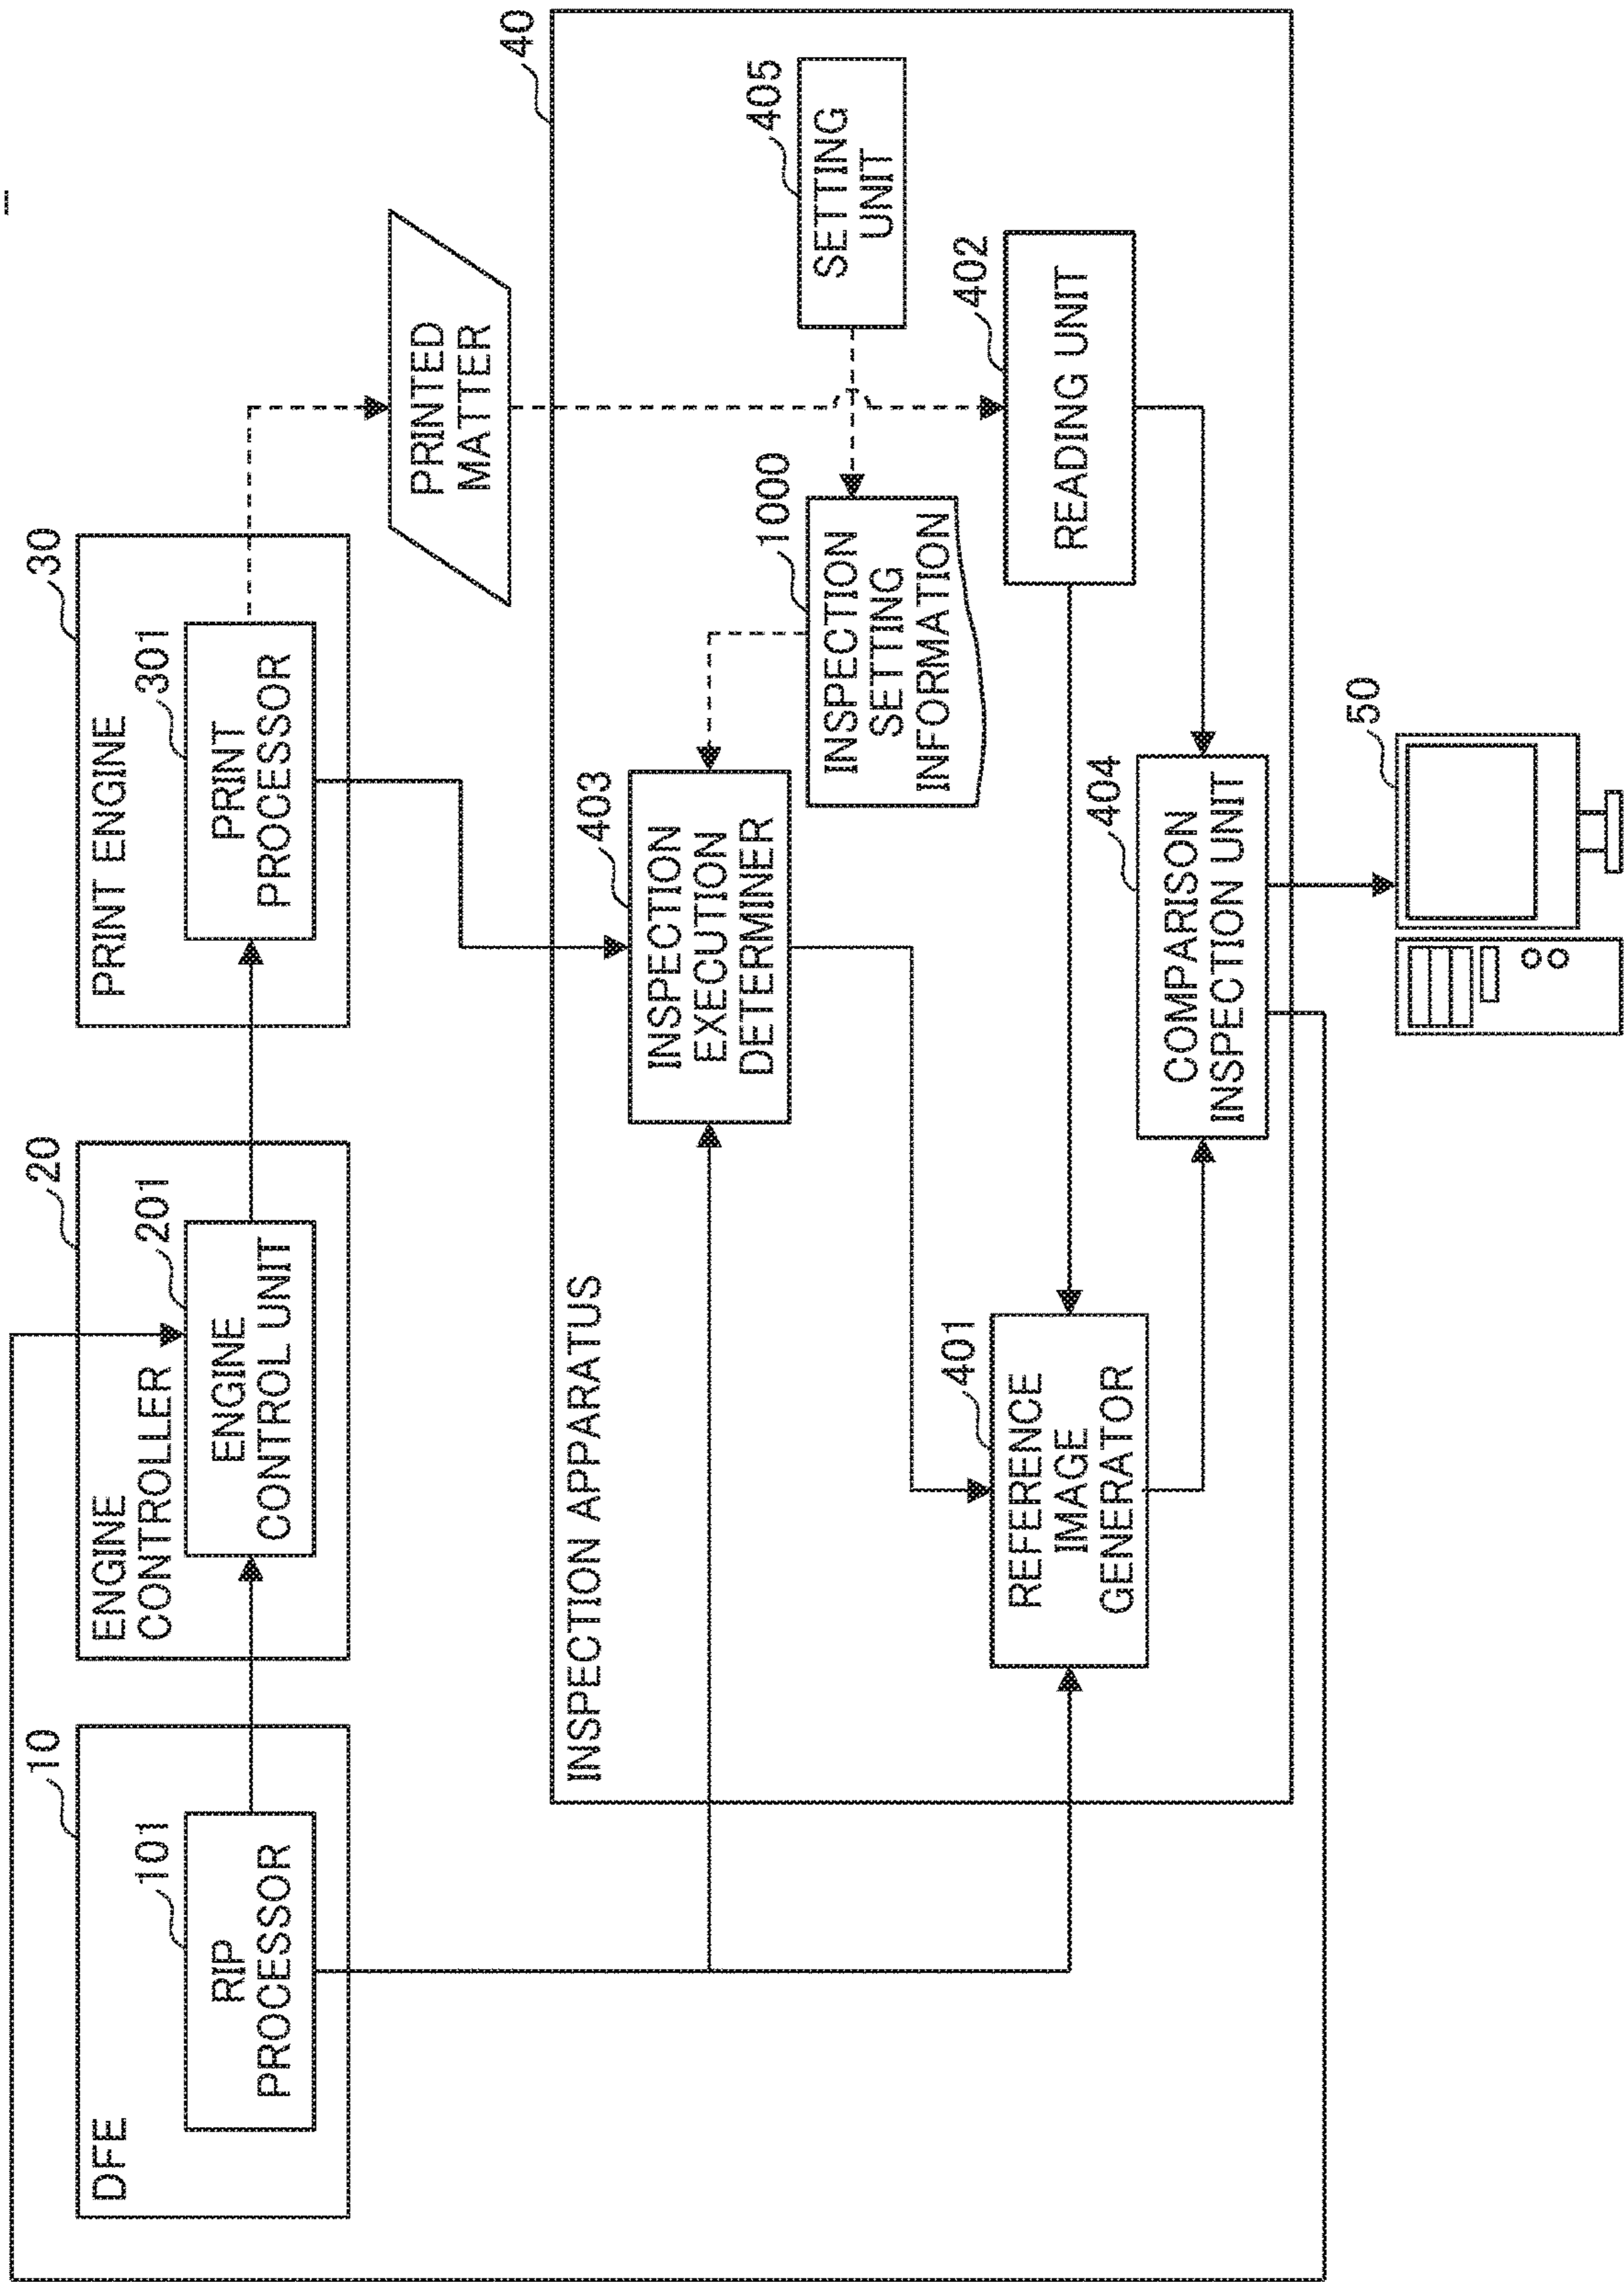 10
DFE
101
RIP
PROCESSOR
20
ENGINE
CONTROLLER
201
ENGINE
CONTROL UNIT
30
PRINT ENGINE
301
PRINT
PROCESSOR
PRINTED
MATTER
40
INSPECTION APPARATUS
403
INSPECTION
EXECUTION
DETERMINER
405
SETTING
UNIT
1000
INSPECTION
SETTING
INFORMATION
402
READING UNIT
401
REFERENCE
IMAGE
GENERATOR
404
COMPARISON
INSPECTION UNIT
50